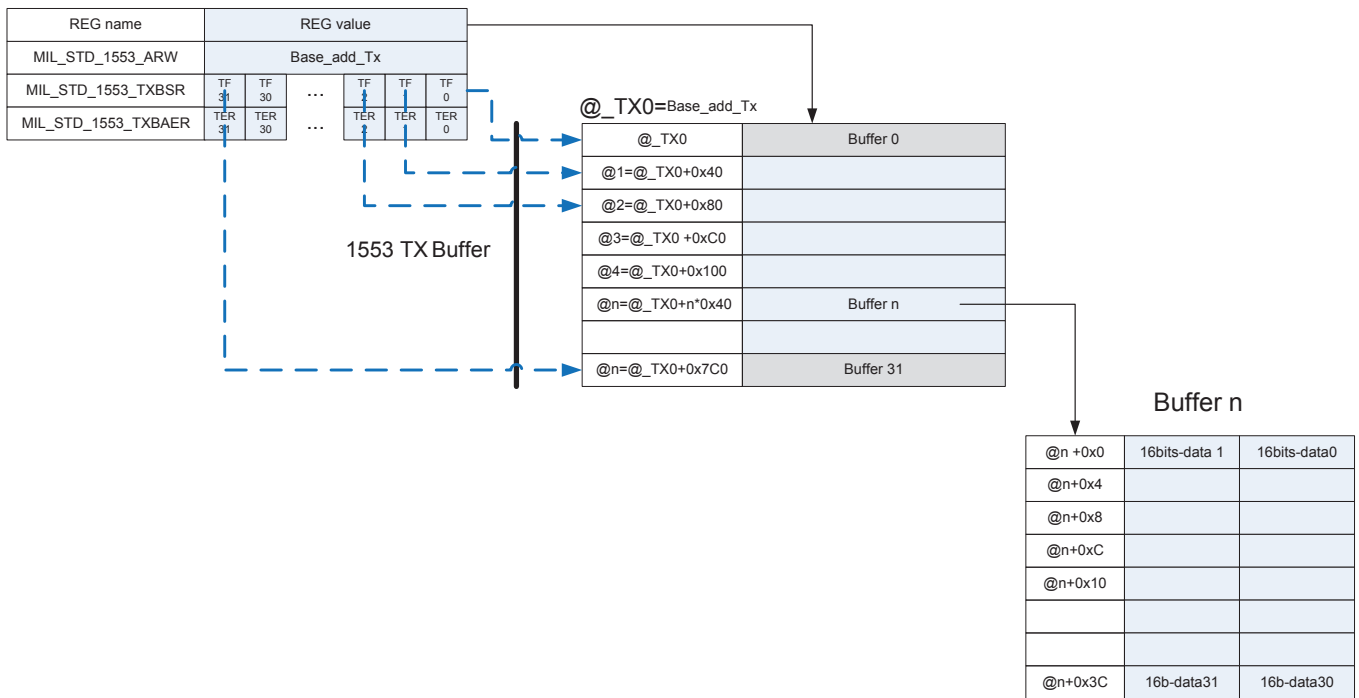 REG name REG value
MIL_STD_1553_ARW Base_add_Tx
MIL_STD_1553_TXBSR TF 31 TF 30 ... TF 2 TF TF 0
MIL_STD_1553_TXBAER TER 31 TER 30 ... TER 2 TER TER 0
@_TX0=Base_add_Tx
@_TX0 Buffer 0
@1=@_TX0+0x40
@2=@_TX0+0x80
@3=@_TX0 +0xC0
@4=@_TX0+0x100
@n=@_TX0+n*0x40 Buffer n
@n=@_TX0+0x7C0 Buffer 31
1553 TX Buffer
Buffer n
@n +0x0 16bits-data 1 16bits-data0
@n+0x4
@n+0x8
@n+0xC
@n+0x10
@n+0x3C 16b-data31 16b-data30